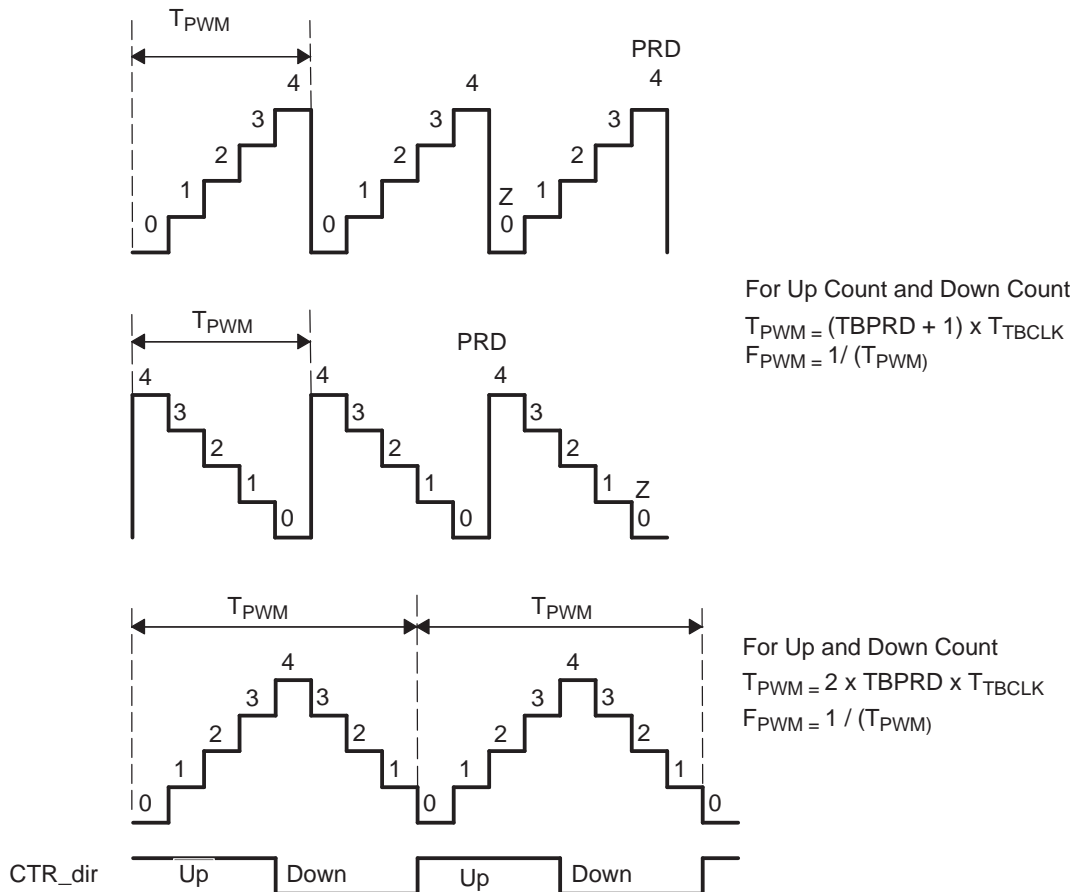 TPWM
PRD
4 4 4
3 3 3
2 2 2
1 1 Z 1
0 0 0
For Up Count and Down Count
TPWM = (TBPRD + 1) x TTBCLK
FPWM = 1/ (TPWM)
TPWM
PRD
4 4 4
3 3 3
2 2 2
1 1 1 Z
0 0 0
TPWM TPWM
For Up and Down Count
TPWM = 2 x TBPRD x TTBCLK
FPWM = 1 / (TPWM)
4 4
3 3 3 3
2 2 2 2
1 1 1 1
0 0 0
CTR_dir Up Down Up Down